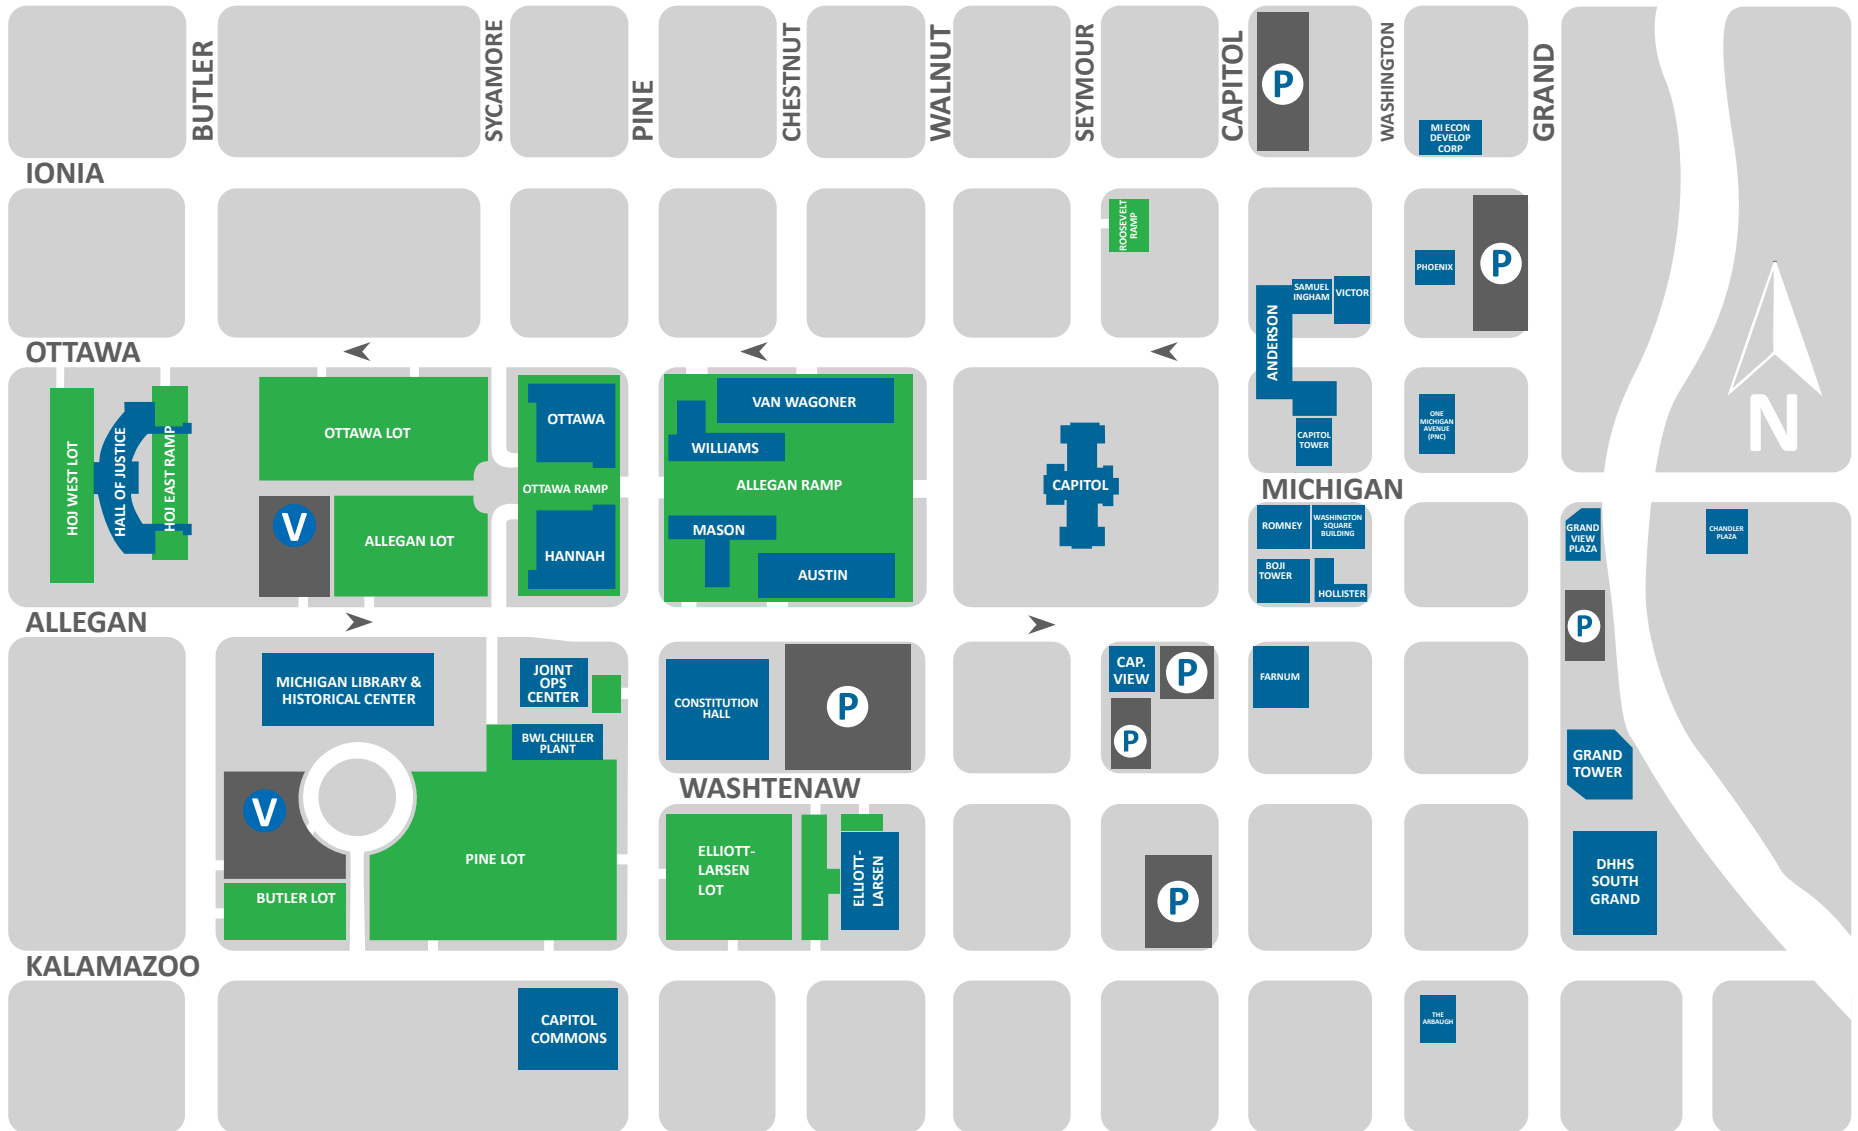 BUTLER
SYCAMORE
PINE
CHESTNUT
WALNUT
SEYMOUR
CAPITOL
WASHINGTON
GRAND
P
MI ECON
DEVELOP
CORP
IONIA
ROOSEVELT
RAMP
PHOENIX
P
SAMUEL
INGHAM
VICTOR
ANDERSON
OTTAWA
HOJ WEST LOT
HALL OF JUSTICE
HOJ EAST RAMP
OTTAWA LOT
OTTAWA
VAN WAGONER
WILLIAMS
CAPITOL
TOWER
ONE
MICHIGAN
AVENUE
(PNC)
N
OTTAWA RAMP
ALLEGAN RAMP
CAPITOL
MICHIGAN
V
ALLEGAN LOT
HANNAH
MASON
AUSTIN
ROMNEY
WASHINGTON
SQUARE
BUILDING
BOJI
TOWER
HOLLISTER
GRAND
VIEW
PLAZA
CHANDLER
PLAZA
P
ALLEGAN
MICHIGAN LIBRARY &
HISTORICAL CENTER
JOINT
OPS
CENTER
CONSTITUTION
HALL
P
CAP.
VIEW
P
P
FARNUM
BWL CHILLER
PLANT
GRAND
TOWER
WASHTENAW
V
PINE LOT
BUTLER LOT
ELLIOTT-
LARSEN
LOT
ELLIOTT-
LARSEN
P
DHHS
SOUTH
GRAND
KALAMAZOO
CAPITOL
COMMONS
THE
ARBAUGH